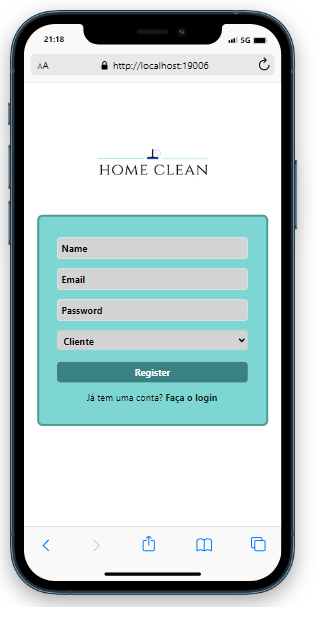 21:18
5G
AA http://localhost:19006
HOME CLEAN
Name
Email
Password
Cliente
Register
Já tem uma conta? Faça o login